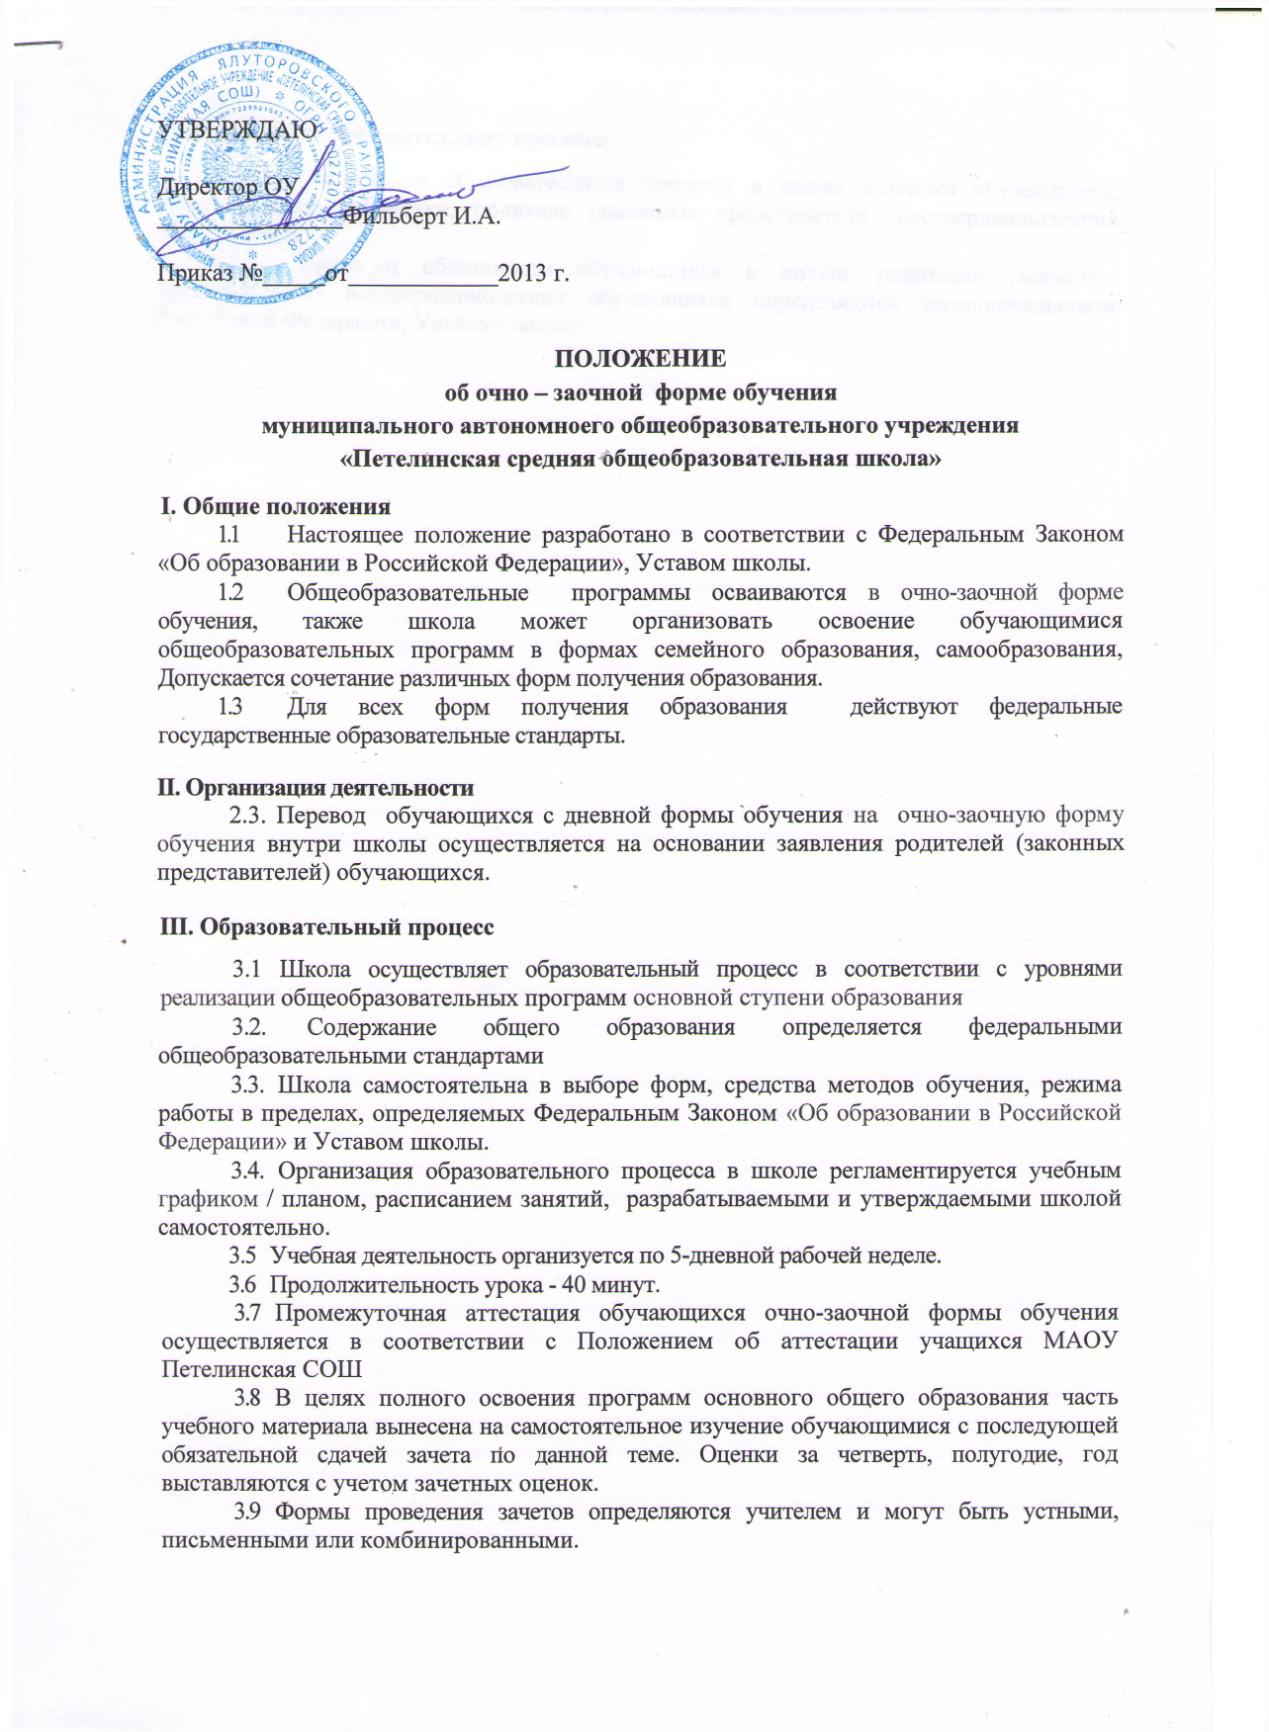 УТВЕРЖДАЮ
Директор ОУ
Фильберт И.А.
Приказ №_____от____________2013 г.
ПОЛОЖЕНИЕ
об очно – заочной форме обучения
муниципального автономноего общеобразовательного учреждения
«Петелинская средняя общеобразовательная школа»
I. Общие положения
1.1 Настоящее положение разработано в соответствии с Федеральным Законом
«Об образовании в Российской Федерации», Уставом школы.
1.2 Общеобразовательные программы осваиваются в очно-заочной форме
обучения, также школа может организовать освоение обучающимися
общеобразовательных программ в формах семейного образования, самообразования,
Допускается сочетание различных форм получения образования.
1.3 Для всех форм получения образования действуют федеральные
государственные образовательные стандарты.
II. Организация деятельности
2.3. Перевод обучающихся с дневной формы обучения на очно-заочную форму
обучения внутри школы осуществляется на основании заявления родителей (законных
представителей) обучающихся.
III. Образовательный процесс
3.1 Школа осуществляет образовательный процесс в соответствии с уровнями
реализации общеобразовательных программ основной ступени образования
3.2. Содержание общего образования определяется федеральными
общеобразовательными стандартами
3.3. Школа самостоятельна в выборе форм, средства методов обучения, режима
работы в пределах, определяемых Федеральным Законом «Об образовании в Российской
Федерации» и Уставом школы.
3.4. Организация образовательного процесса в школе регламентируется учебным
графиком / планом, расписанием занятий, разрабатываемыми и утверждаемыми школой
самостоятельно.
3.5 Учебная деятельность организуется по 5-дневной рабочей неделе.
3.6 Продолжительность урока - 40 минут.
3.7 Промежуточная аттестация обучающихся очно-заочной формы обучения
осуществляется в соответствии с Положением об аттестации учащихся МАОУ
Петелинская СОШ
3.8 В целях полного освоения программ основного общего образования часть
учебного материала вынесена на самостоятельное изучение обучающимися с последующей
обязательной сдачей зачета по данной теме. Оценки за четверть, полугодие, год
выставляются с учетом зачетных оценок.
3.9 Формы проведения зачетов определяются учителем и могут быть устными,
письменными или комбинированными.
АДМИНИСТРАЦИЯ ЯЛУТОРОВСКОГО РАЙОНА